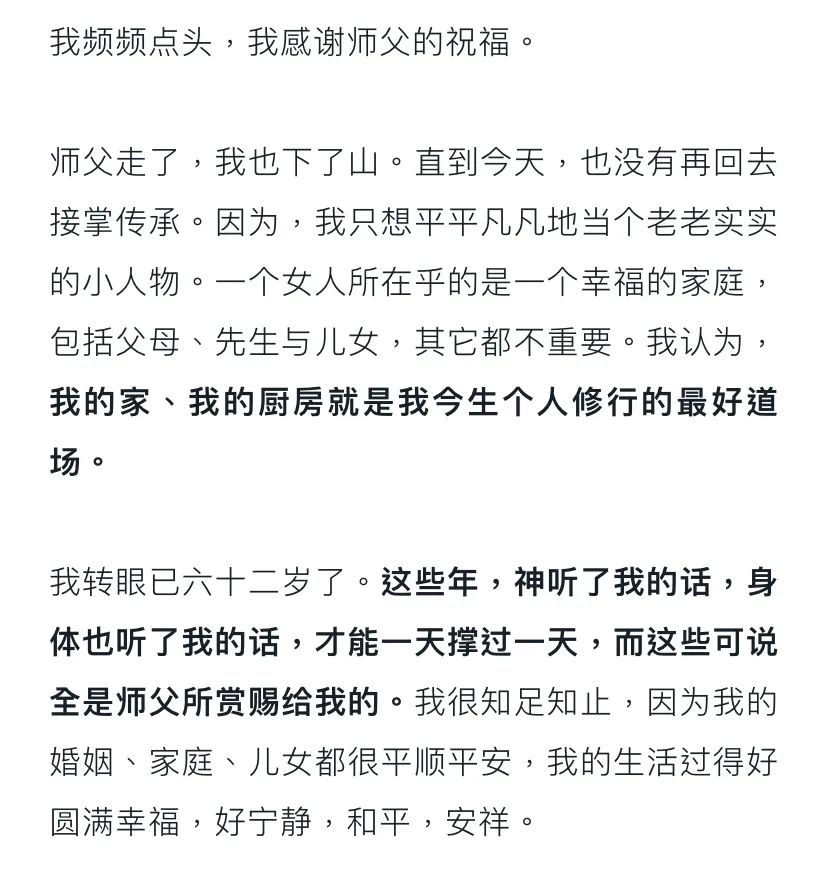 我频频点头，我感谢师父的祝福。
师父走了，我也下了山。直到今天，也没有再回去
接掌传承。因为，我只想平平凡凡地当个老老实实
的小人物。一个女人所在乎的是一个幸福的家庭，
包括父母、先生与儿女，其它都不重要。我认为，
我的家、我的厨房就是我今生个人修行的最好道
场。
我转眼已六十二岁了。这些年，神听了我的话，身
体也听了我的话，才能一天撑过一天，而这些可说
全是师父所赏赐给我的。我很知足知止，因为我的
婚姻、家庭、儿女都很平顺平安，我的生活过得好
圆满幸福，好宁静，和平，安祥。